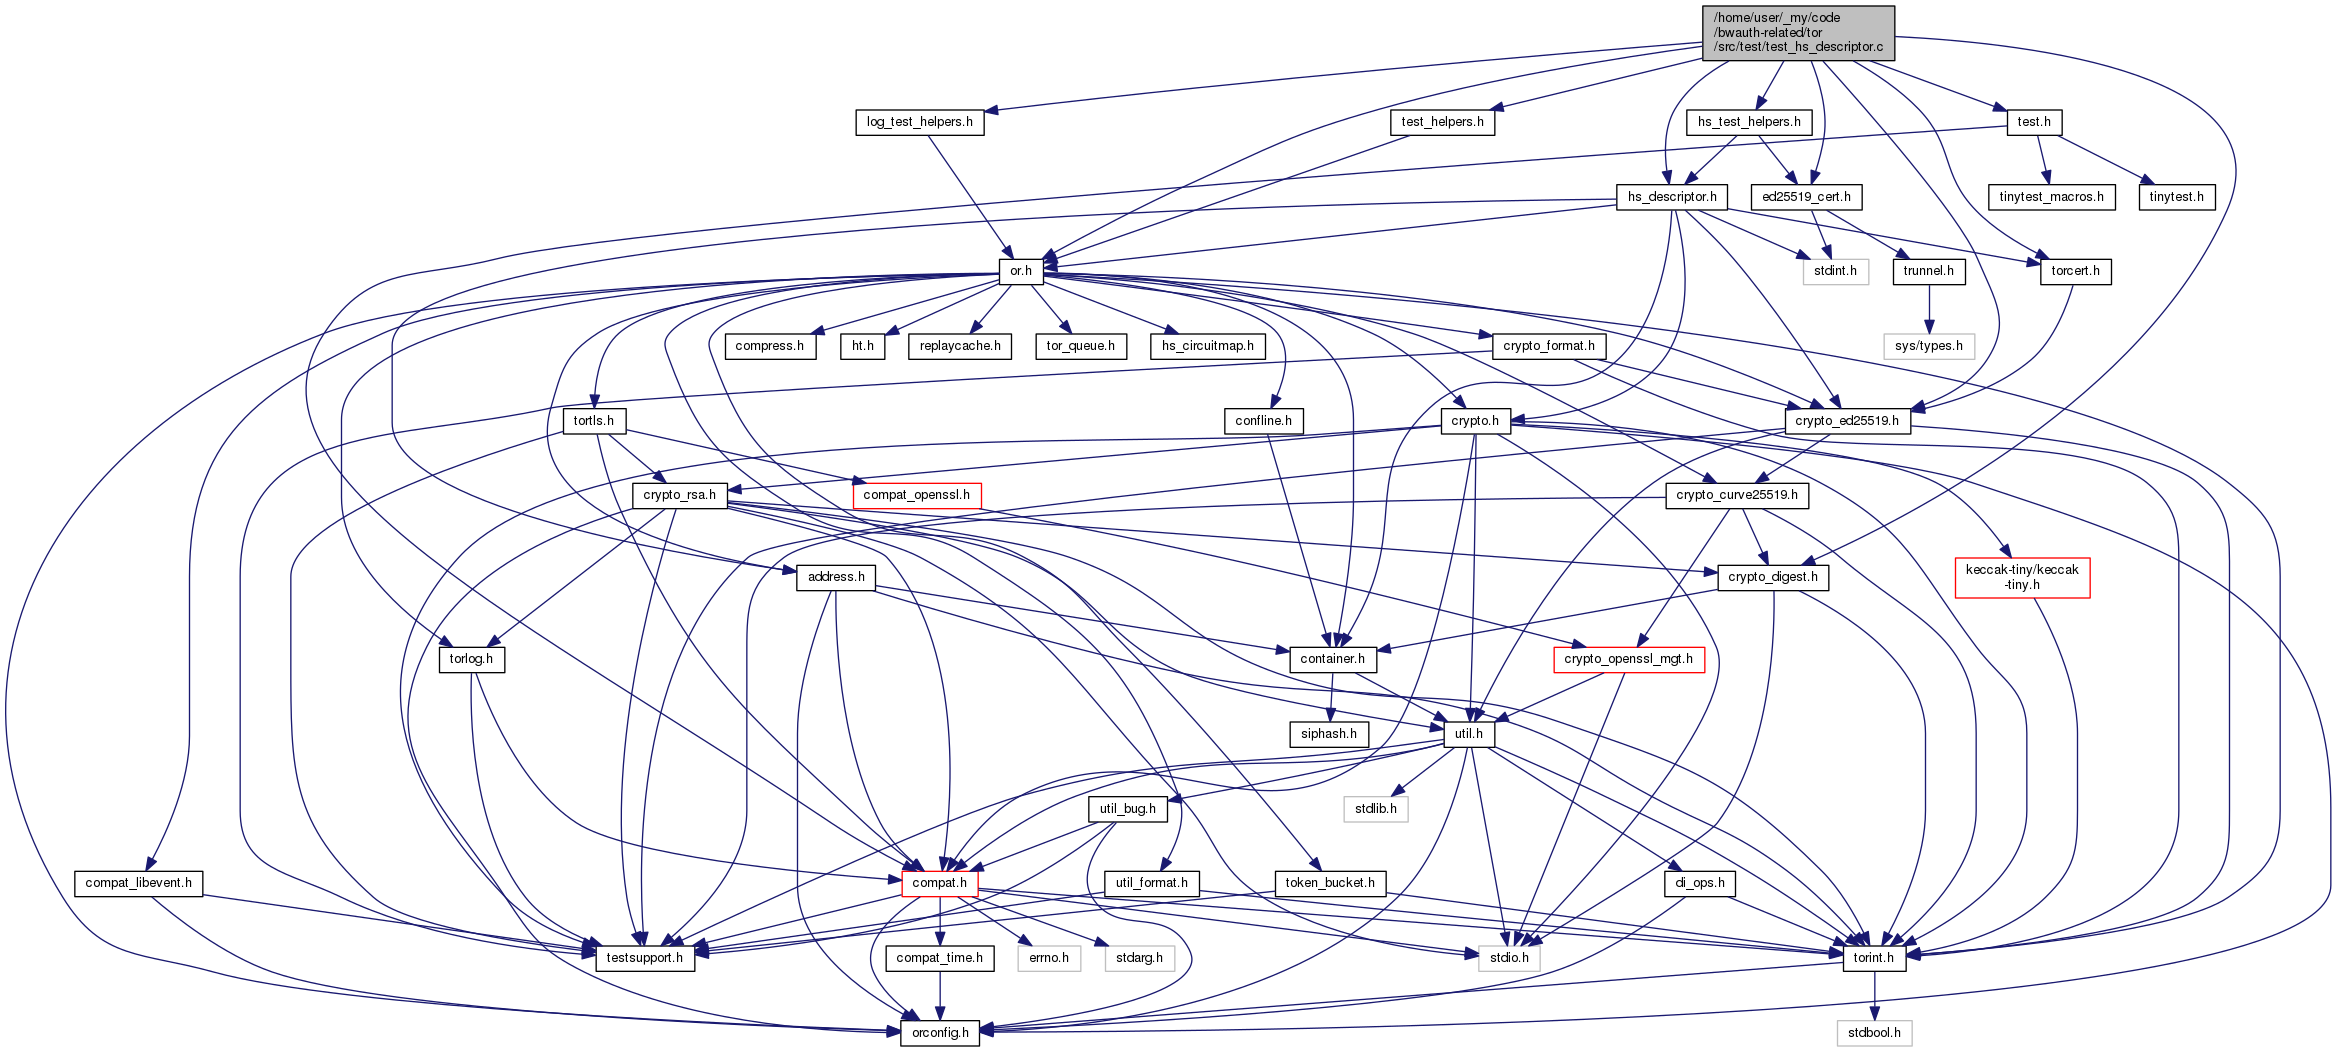 /home/user/_my/code
/bwauth-related/tor
/src/test/test_hs_descriptor.c
log_test_helpers.h
test_helpers.h
hs_test_helpers.h
test.h
hs_descriptor.h
ed25519_cert.h
tinytest_macros.h
tinytest.h
or.h
stdint.h
trunnel.h
torcert.h
compress.h
ht.h
replaycache.h
tor_queue.h
hs_circuitmap.h
crypto_format.h
sys/types.h
tortls.h
confline.h
crypto.h
crypto_ed25519.h
crypto_rsa.h
compat_openssl.h
crypto_curve25519.h
address.h
crypto_digest.h
keccak-tiny/keccak
-tiny.h
torlog.h
container.h
crypto_openssl_mgt.h
siphash.h
util.h
util_bug.h
stdlib.h
compat_libevent.h
compat.h
util_format.h
token_bucket.h
di_ops.h
testsupport.h
compat_time.h
errno.h
stdarg.h
stdio.h
torint.h
orconfig.h
stdbool.h